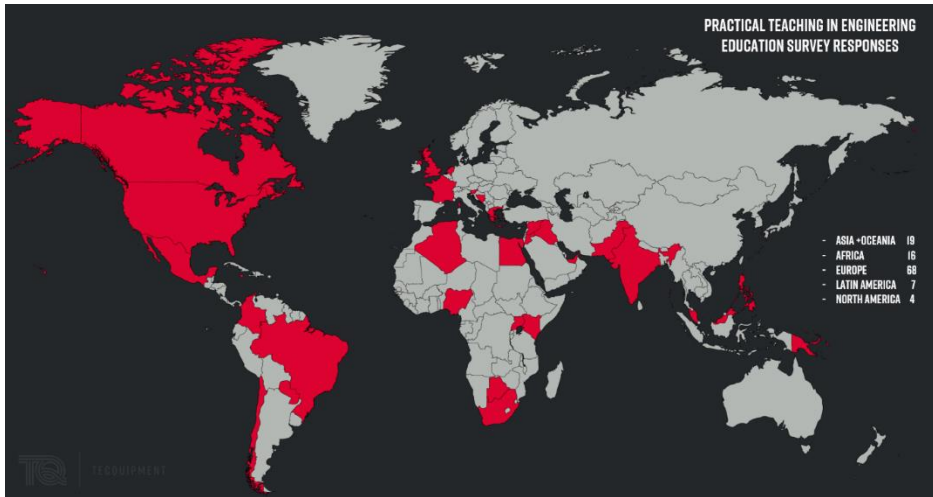 PRACTICAL TEACHING IN ENGINEERING
EDUCATION SURVEY RESPONSES
- ASIA +OCEANIA 19
- AFRICA 16
- EUROPE 68
- LATIN AMERICA 7
- NORTH AMERICA 4
TQ TECQUIPMENT